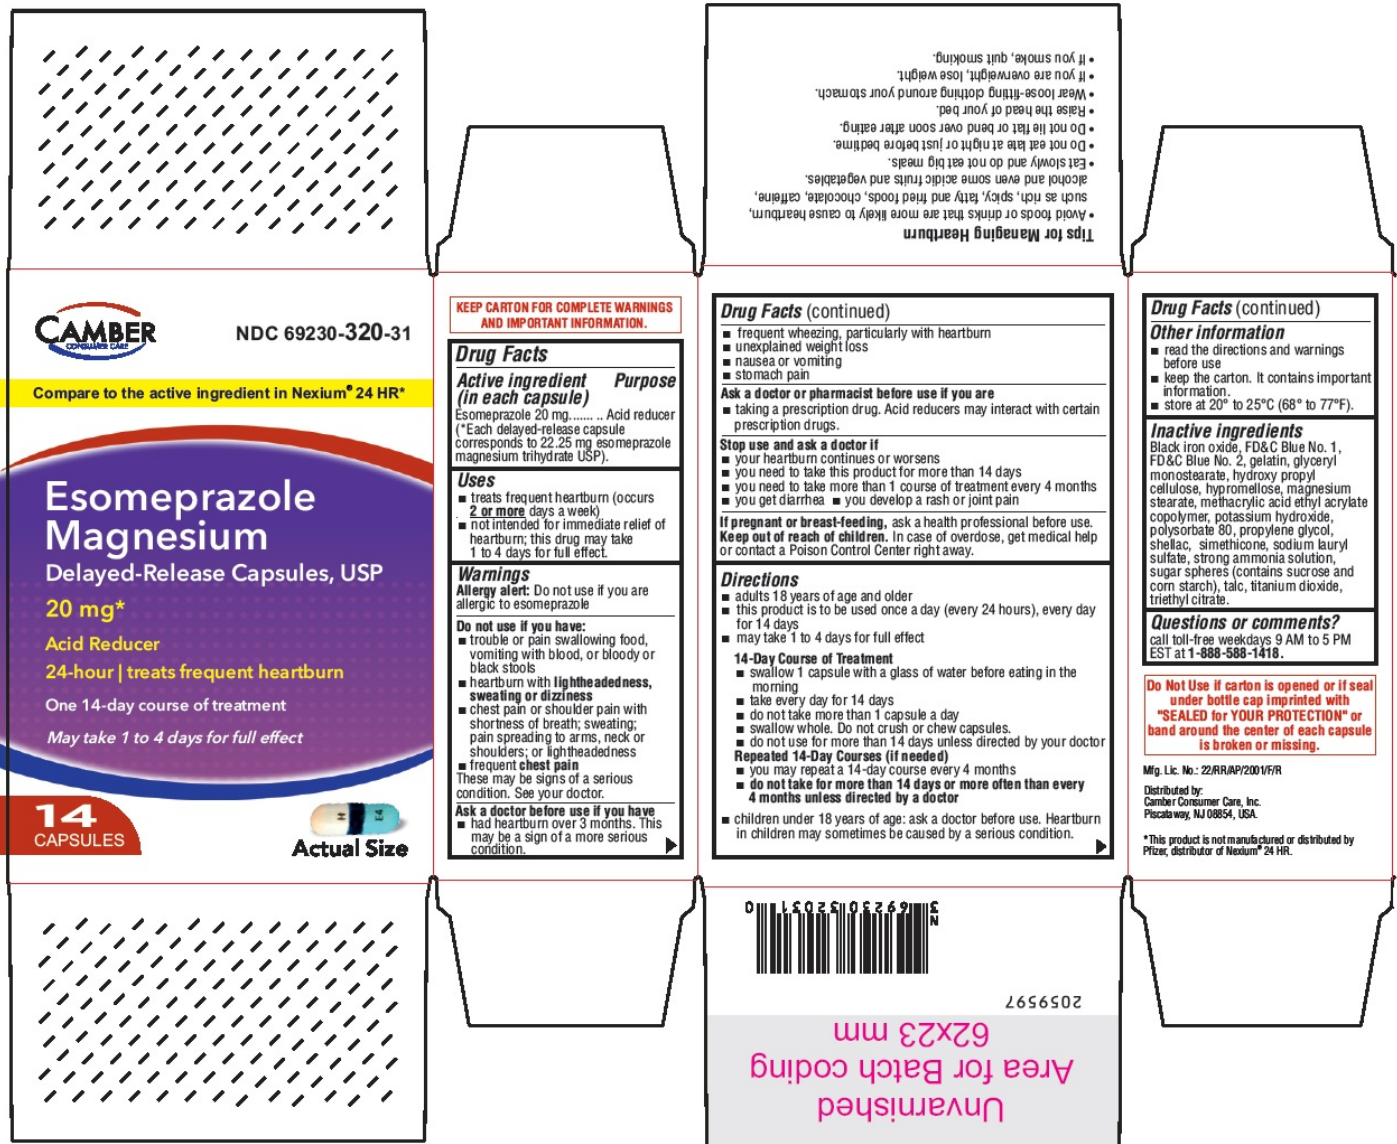 Tips for Managing Heartburn
• Avoid foods or drinks that are more likely to cause heartburn,
such as rich, spicy, fatty and fried foods, chocolate, caffeine,
alcohol and even some acidic fruits and vegetables.
• Eat slowly and do not eat big meals.
• Do not eat late at night or just before bedtime.
• Do not lie flat or bend over soon after eating.
• Raise the head of your bed.
• Wear loose-fitting clothing around your stomach.
• If you are overweight, lose weight.
• If you smoke, quit smoking.
CAMBER
CONSUMER CARE
NDC 69230-320-31
Compare to the active ingredient in Nexium® 24 HR*
Esomeprazole
Magnesium
Delayed-Release Capsules, USP
20 mg*
Acid Reducer
24-hour | treats frequent heartburn
One 14-day course of treatment
May take 1 to 4 days for full effect
14
CAPSULES
H
E4
Actual Size
KEEP CARTON FOR COMPLETE WARNINGS
AND IMPORTANT INFORMATION.
Drug Facts
Active ingredient Purpose
(in each capsule)
Esomeprazole 20 mg....... .. Acid reducer
(*Each delayed-release capsule
corresponds to 22.25 mg esomeprazole
magnesium trihydrate USP).
Uses
■ treats frequent heartburn (occurs
2 or more days a week)
■ not intended for immediate relief of
heartburn; this drug may take
1 to 4 days for full effect.
Warnings
Allergy alert: Do not use if you are
allergic to esomeprazole
Do not use if you have:
■ trouble or pain swallowing food,
vomiting with blood, or bloody or
black stools
■ heartburn with lightheadedness,
sweating or dizziness
■ chest pain or shoulder pain with
shortness of breath; sweating;
pain spreading to arms, neck or
shoulders; or lightheadedness
■ frequent chest pain
These may be signs of a serious
condition. See your doctor.
Ask a doctor before use if you have
■ had heartburn over 3 months. This
may be a sign of a more serious
condition.
Drug Facts (continued)
■ frequent wheezing, particularly with heartburn
■ unexplained weight loss
■ nausea or vomiting
■ stomach pain
Ask a doctor or pharmacist before use if you are
■ taking a prescription drug. Acid reducers may interact with certain
prescription drugs.
Stop use and ask a doctor if
■ your heartburn continues or worsens
■ you need to take this product for more than 14 days
■ you need to take more than 1 course of treatment every 4 months
■ you get diarrhea ■ you develop a rash or joint pain
If pregnant or breast-feeding, ask a health professional before use.
Keep out of reach of children. In case of overdose, get medical help
or contact a Poison Control Center right away.
Directions
■ adults 18 years of age and older
■ this product is to be used once a day (every 24 hours), every day
for 14 days
■ may take 1 to 4 days for full effect
14-Day Course of Treatment
■ swallow 1 capsule with a glass of water before eating in the
morning
■ take every day for 14 days
■ do not take more than 1 capsule a day
■ swallow whole. Do not crush or chew capsules.
■ do not use for more than 14 days unless directed by your doctor
Repeated 14-Day Courses (if needed)
■ you may repeat a 14-day course every 4 months
■ do not take for more than 14 days or more often than every
4 months unless directed by a doctor
■ children under 18 years of age: ask a doctor before use. Heartburn
in children may sometimes be caused by a serious condition.
Drug Facts (continued)
Other information
■ read the directions and warnings
before use
■ keep the carton. It contains important
information.
■ store at 20° to 25°C (68° to 77°F).
Inactive ingredients
Black iron oxide, FD&C Blue No. 1,
FD&C Blue No. 2, gelatin, glyceryl
monostearate, hydroxy propyl
cellulose, hypromellose, magnesium
stearate, methacrylic acid ethyl acrylate
copolymer, potassium hydroxide,
polysorbate 80, propylene glycol,
shellac, simethicone, sodium lauryl
sulfate, strong ammonia solution,
sugar spheres (contains sucrose and
corn starch), talc, titanium dioxide,
triethyl citrate.
Questions or comments?
call toll-free weekdays 9 AM to 5 PM
EST at 1-888-588-1418.
Do Not Use if carton is opened or if seal
under bottle cap imprinted with
"SEALED for YOUR PROTECTION" or
band around the center of each capsule
is broken or missing.
Mfg. Lic. No.: 22/RR/AP/2001/F/R
Distributed by:
Camber Consumer Care, Inc.
Piscataway, NJ 08854, USA.
*This product is not manufactured or distributed by
Pfizer, distributor of Nexium® 24 HR.
Unvarnished
Area for Batch coding
62x23 mm
2059597
N
3 69230 32031 0